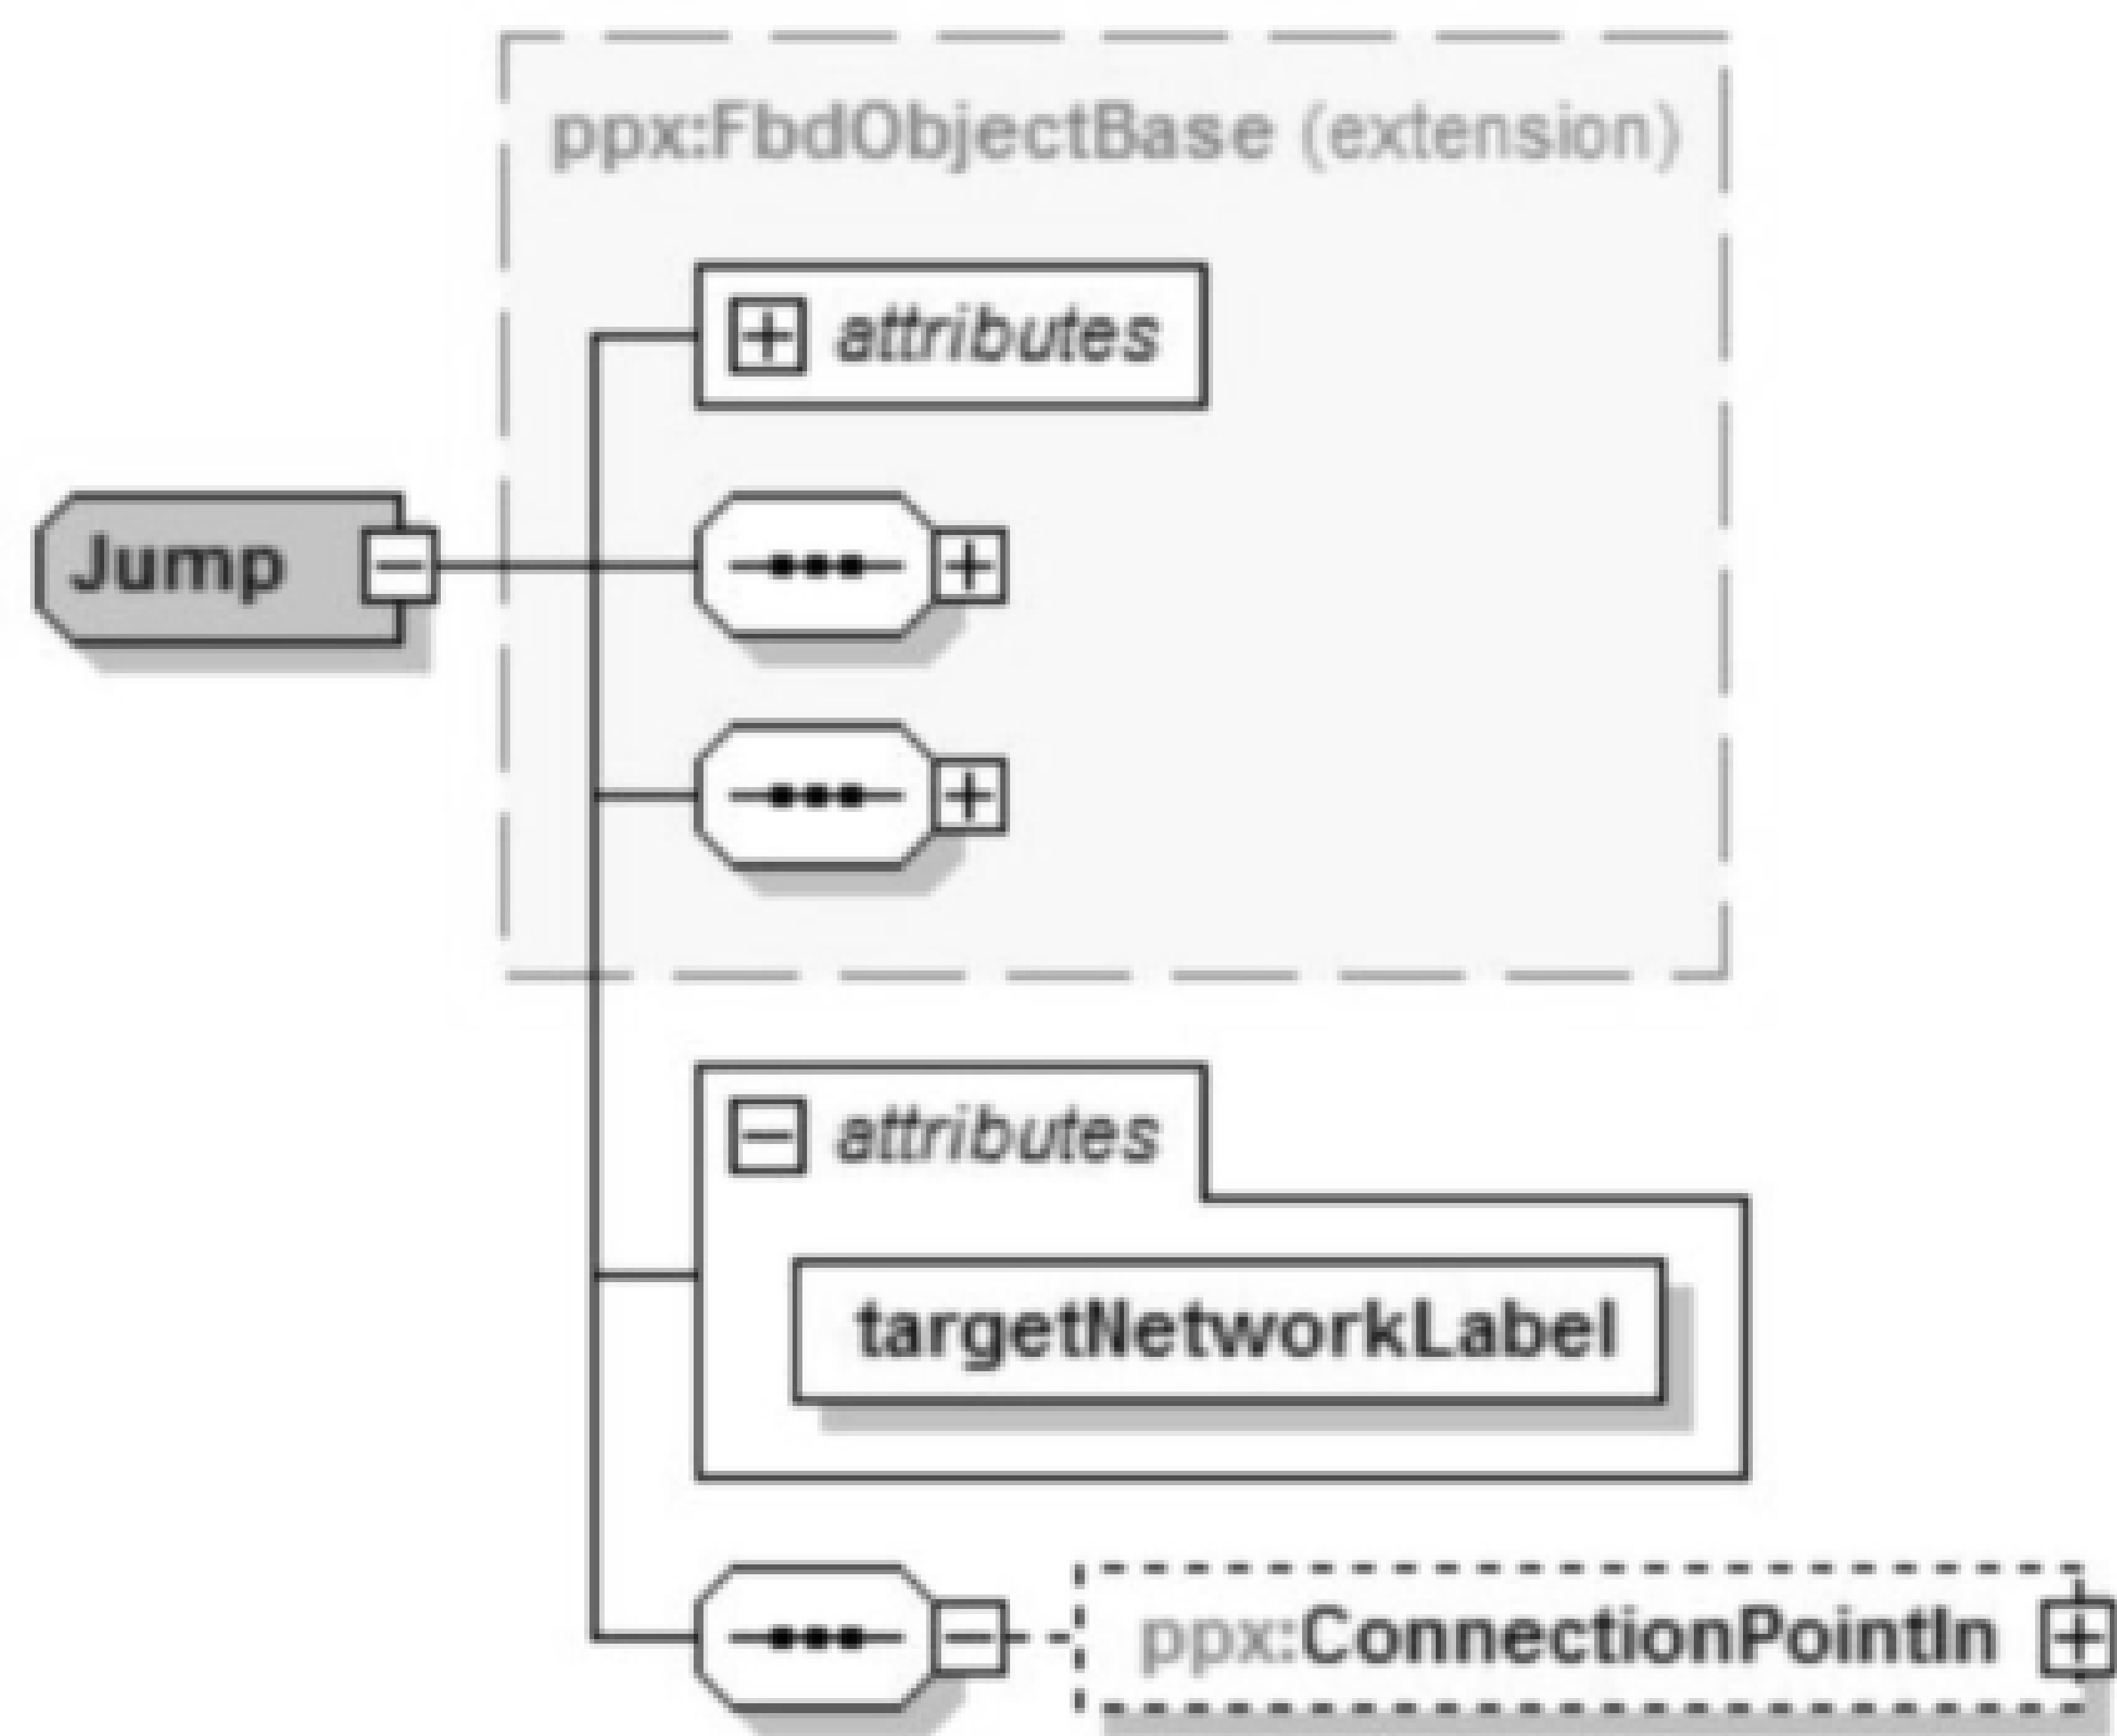 ppx:FbdObjectBase (extension)
attributes
Jump
attributes
targetNetworkLabel
ppx:ConnectionPointIn